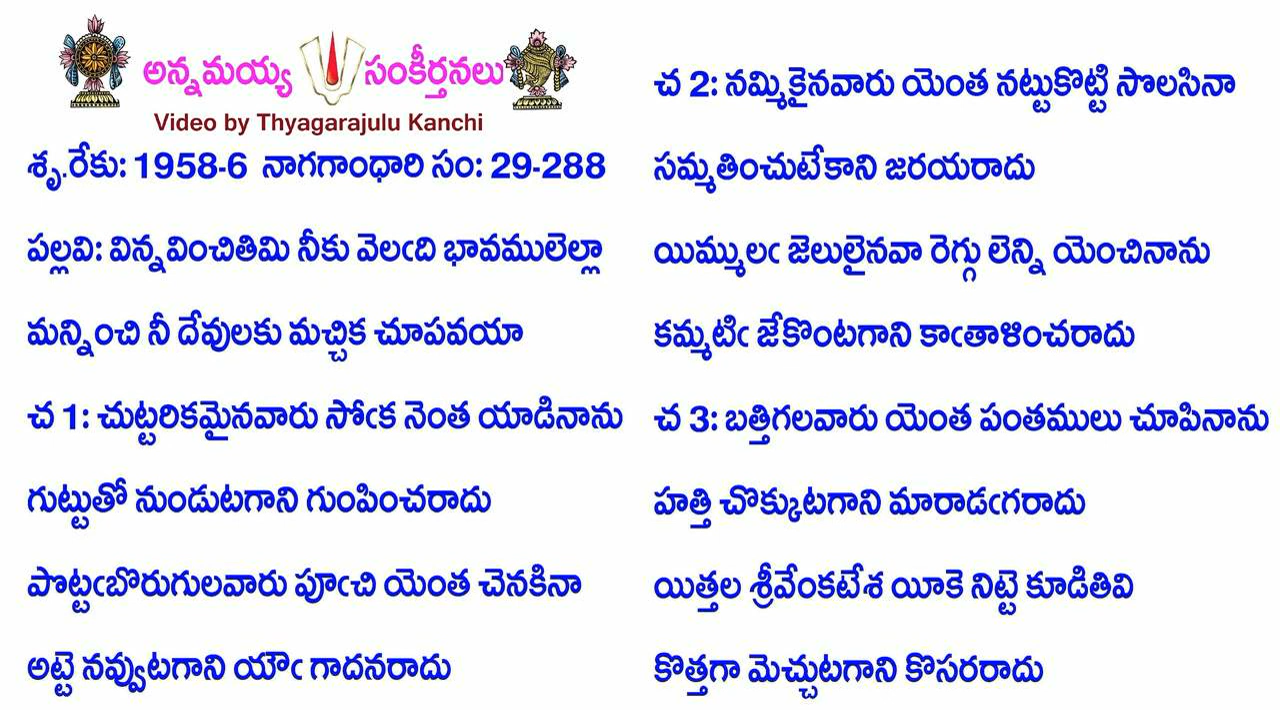 అన్నమయ్య సంకీర్తనలు
Video by Thyagarajulu Kanchi
శృ.రేకు: 1958-6 నాగగాంధారి సం: 29-288
పల్లవి: విన్నవించితిమి నీకు వెలఁది భావములెల్లా
మన్నించి నీ దేవులకు మచ్చిక చూపవయా
చ 1: చుట్టరికమైనవారు సోఁక నెంత యాడినాను
గుట్టుతో నుండుటగాని గుంపించరాదు
పొట్టఁబొరుగులవారు పూఁచి యెంత చెనకినా
అట్టె నవ్వుటగాని యౌఁ గాదనరాదు
చ 2: నమ్మికైనవారు యెంత నట్టుకొట్టి సొలసినా
సమ్మతించుటేకాని జరయరాదు
యిమ్ములఁ జెలులైనవా రెగ్గు లెన్ని యెంచినాను
కమ్మటిఁ జేకొంటగాని కాఁతాళించరాదు
చ 3: బత్తిగలవారు యెంత పంతములు చూపినాను
హత్తి చొక్కుటగాని మారాడఁగరాదు
యిత్తల శ్రీవేంకటేశ యీకె నిట్టె కూడితివి
కొత్తగా మెచ్చుటగాని కొసరరాదు